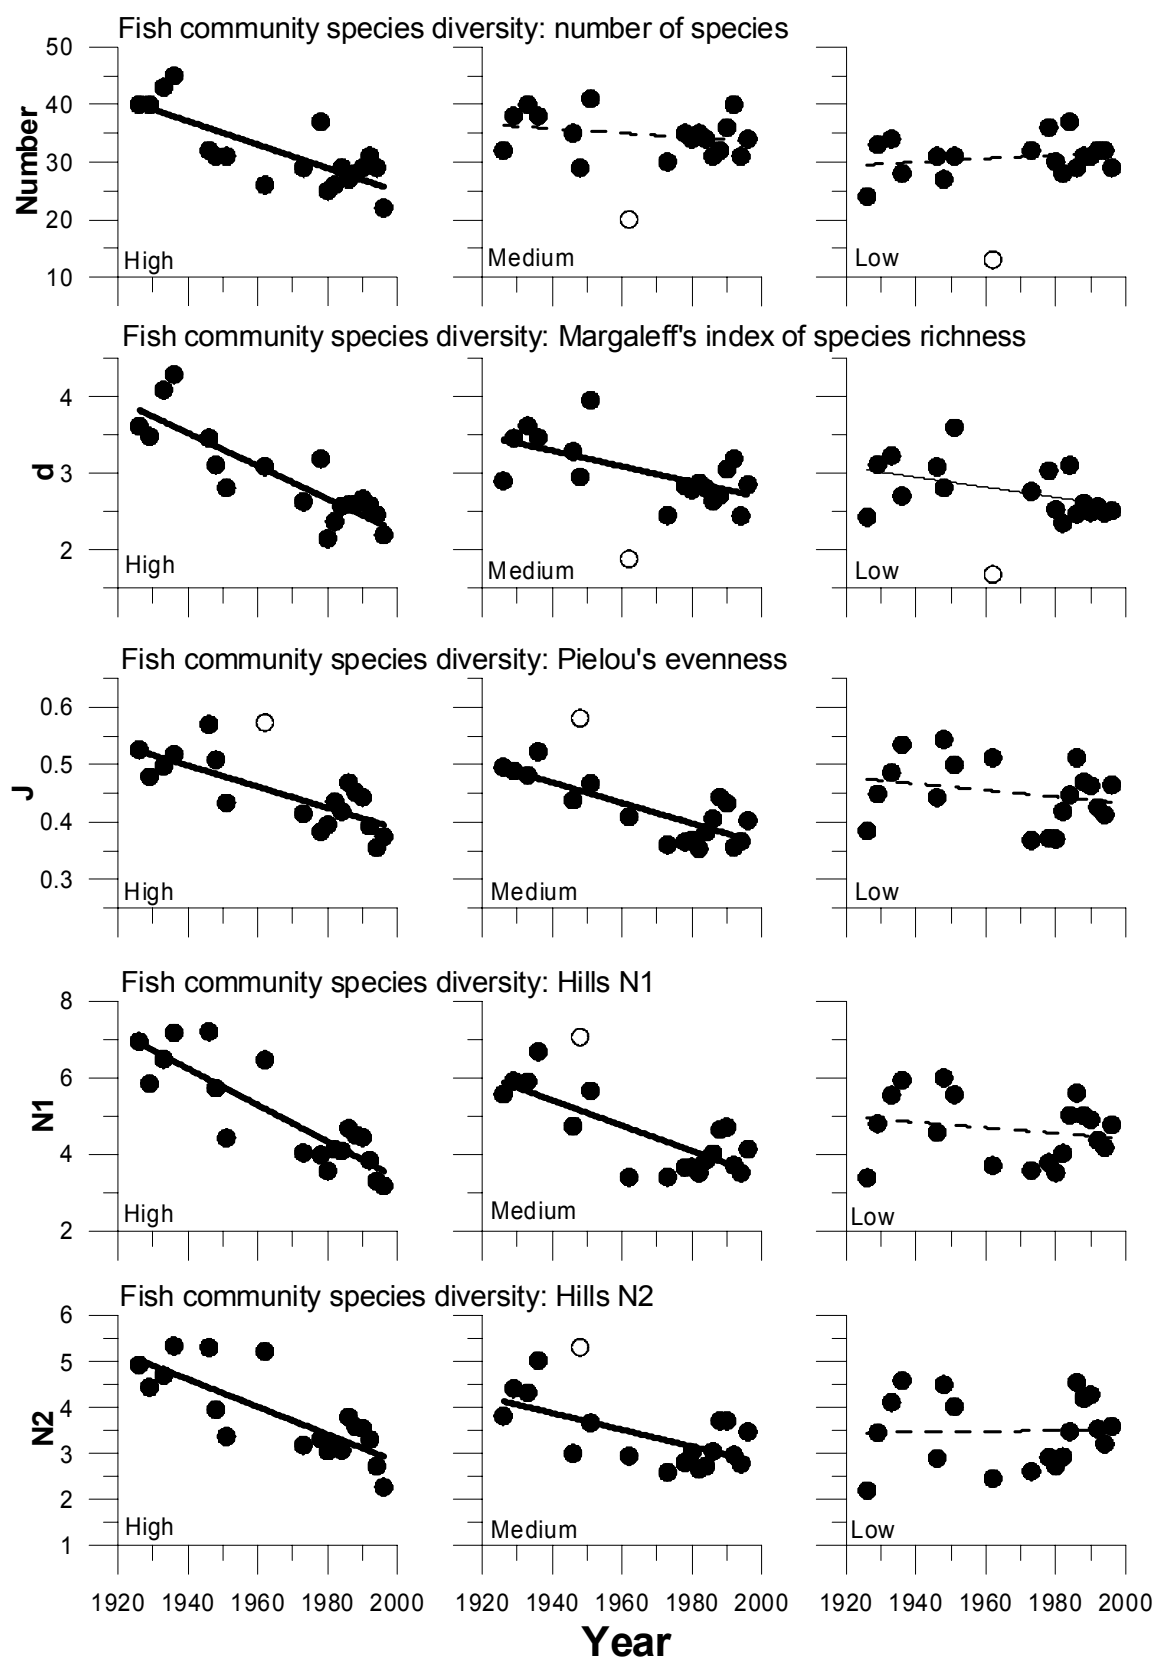 Fish community species diversity: number of species
50
40
30
20
10
Number
High
Medium
Low
Fish community species diversity: Margaleff's index of species richness
4
3
2
d
High
Medium
Low
Fish community species diversity: Pielou's evenness
0.6
0.5
0.4
0.3
J
High
Medium
Low
Fish community species diversity: Hills N1
8
6
4
2
N1
High
Medium
Low
Fish community species diversity: Hills N2
6
5
4
3
2
1
N2
High
Medium
Low
1920 1940 1960 1980 2000 1920 1940 1960 1980 2000 1920 1940 1960 1980 2000
Year